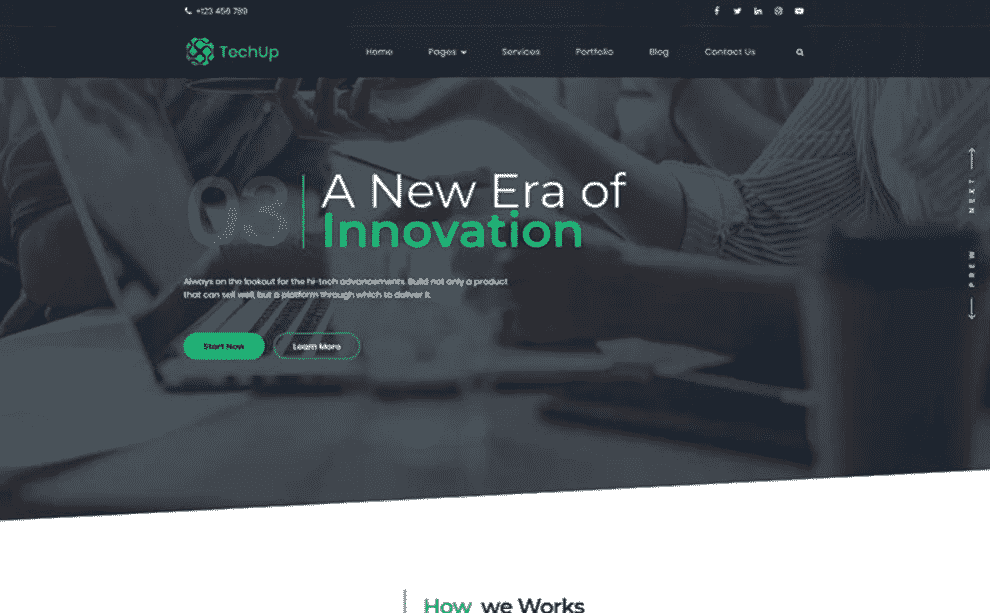 +123 456 789
TechUp
Home Pages Services Portfolio Blog Contact Us
03
A New Era of
Innovation
Always on the lookout for the hi-tech advancements. Build not only a product
that can sell well, but a platform through which to deliver it.
Start Now Learn More
NEXT
PREW
How we Works